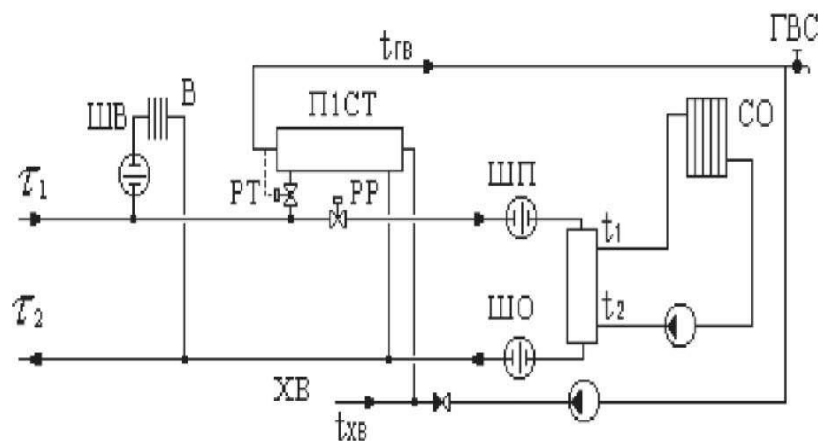 ГВС
tГВ
В
ШВ
П1СТ
СО
ШП
τ1
РТ
РР
t1
τ2
ШО
t2
ХВ
tХВ